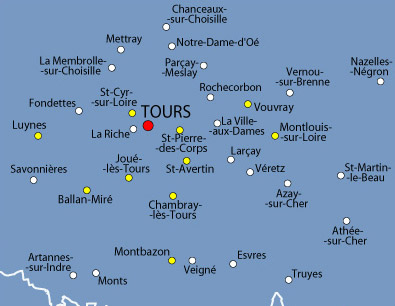 Chanceaux-
-sur-Choisille
Mettray
Notre-Dame-d'Oé
La Membrolle-
-sur-Choisille
Parçay-
-Meslay
Nazelles-
-Négron
Vernou-
-sur-Brenne
Rochecorbon
St-Cyr-
-sur-Loire
Fondettes
TOURS
Vouvray
Luynes
La Riche
St-Pierre-
-des-Corps
La Ville-
-aux-Dames
Montlouis-
-sur-Loire
Joué-
-lès-Tours
St-Avertin
Larçay
Véretz
St-Martin-
-le-Beau
Savonnières
Ballan-Miré
Chambray-
-lès-Tours
Azay-
-sur-Cher
Athée-
-sur-Cher
Artannes-
-sur-Indre
Montbazon
Monts
Veigné
Esvres
Truyes